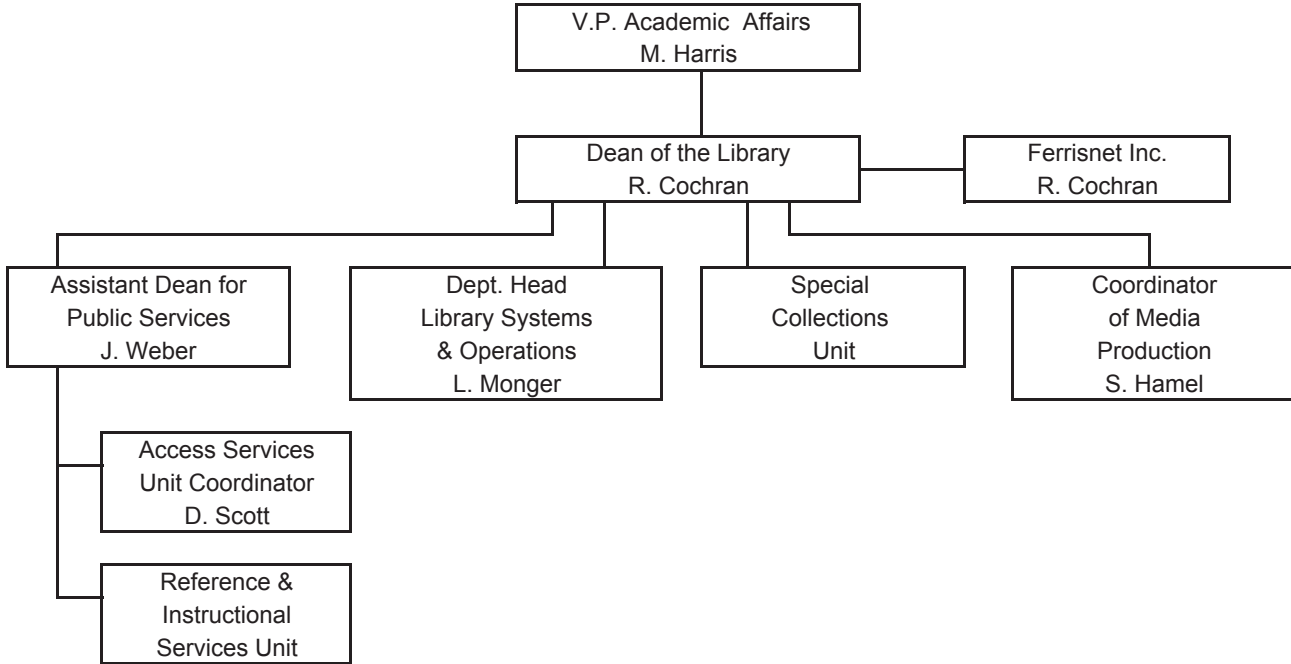 V.P. Academic Affairs
M. Harris
Dean of the Library
R. Cochran
Ferrisnet Inc.
R. Cochran
Assistant Dean for
Public Services
J. Weber
Dept. Head
Library Systems
& Operations
L. Monger
Special
Collections
Unit
Coordinator
of Media
Production
S. Hamel
Access Services
Unit Coordinator
D. Scott
Reference &
Instructional
Services Unit